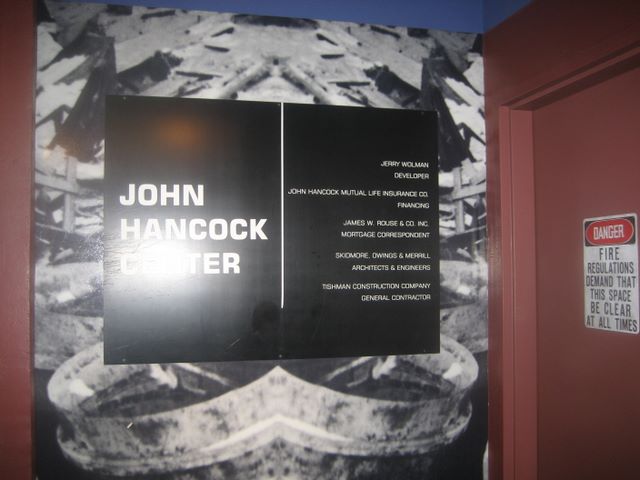 JOHN
HANCOCK
CENTER
JERRY WOLMAN
DEVELOPER
JOHN HANCOCK MUTUAL LIFE INSURANCE CO.
FINANCING
JAMES W. ROUSE & CO. INC.
MORTGAGE CORRESPONDENT
SKIDMORE, OWINGS & MERRILL
ARCHITECTS & ENGINEERS
TISHMAN CONSTRUCTION COMPANY
GENERAL CONTRACTOR
DANGER
FIRE
REGULATIONS
DEMAND THAT
THIS SPACE
BE CLEAR
AT ALL TIMES